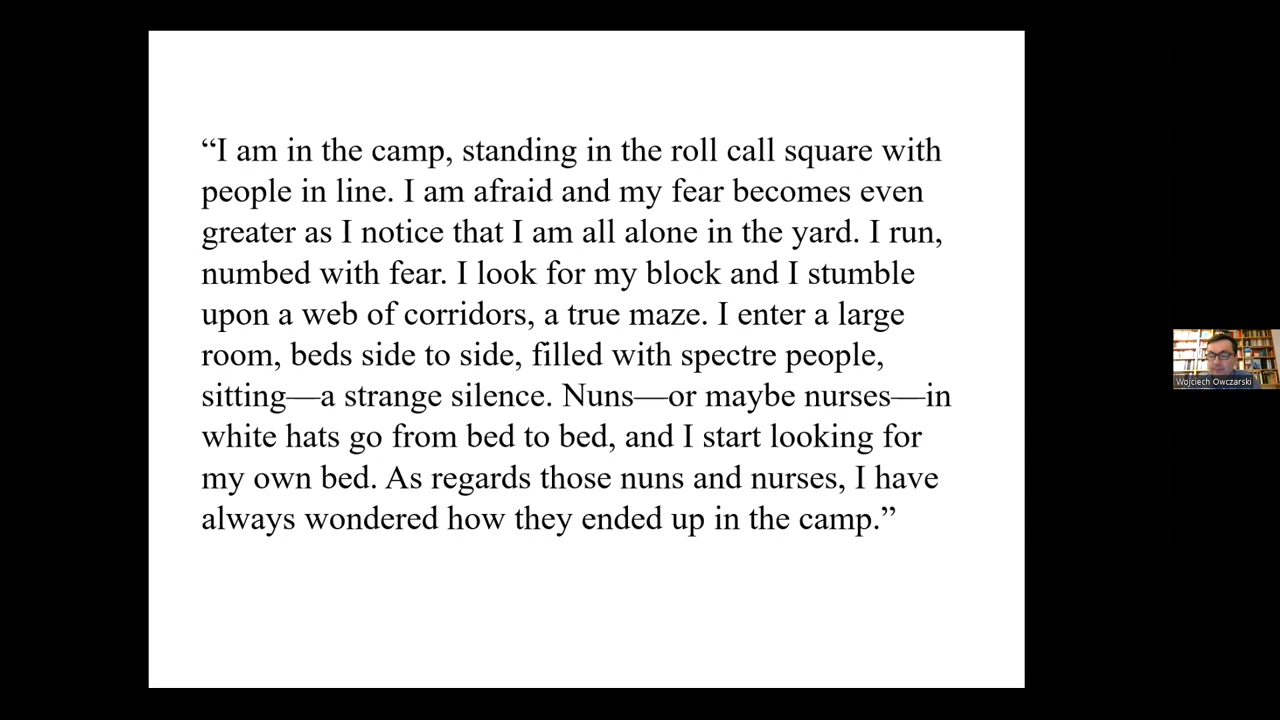 “I am in the camp, standing in the roll call square with
people in line. I am afraid and my fear becomes even
greater as I notice that I am all alone in the yard. I run,
numbed with fear. I look for my block and I stumble
upon a web of corridors, a true maze. I enter a large
room, beds side to side, filled with spectre people,
sitting—a strange silence. Nuns—or maybe nurses—in
white hats go from bed to bed, and I start looking for
my own bed. As regards those nuns and nurses, I have
always wondered how they ended up in the camp.”
Wojciech Owczarski